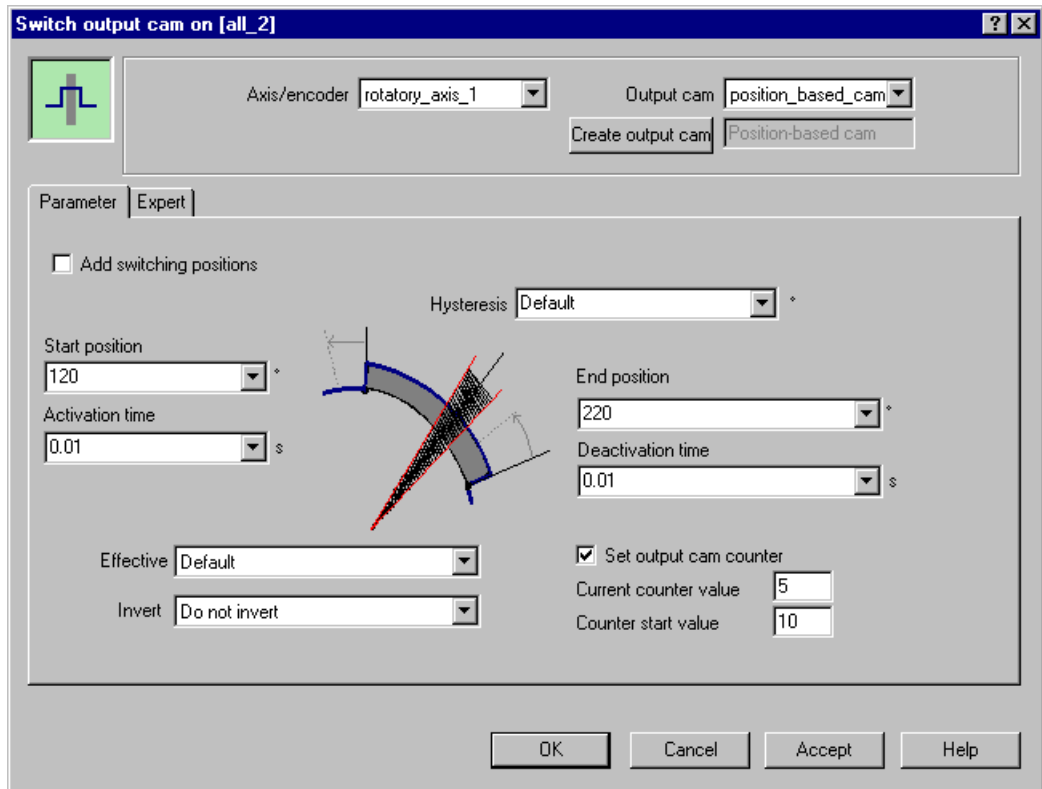 Switch output cam on [all_2]
Axis/encoder rotatory_axis_1 Output cam position_based_cam
Create output cam Position-based cam
Parameter Expert
Add switching positions
Hysteresis Default °
Start position
120 °
End position
220 °
Activation time
0.01 s
Deactivation time
0.01 s
Effective Default
Set output cam counter
Current counter value 5
Invert Do not invert
Counter start value 10
OK Cancel Accept Help